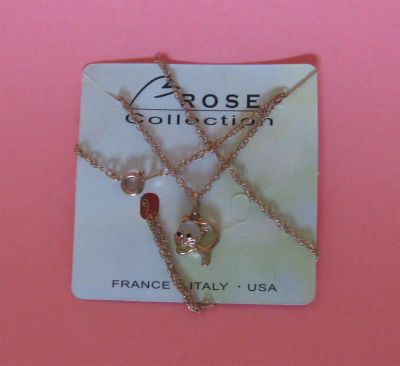 ROSE
Collection
FRANCE · ITALY · USA